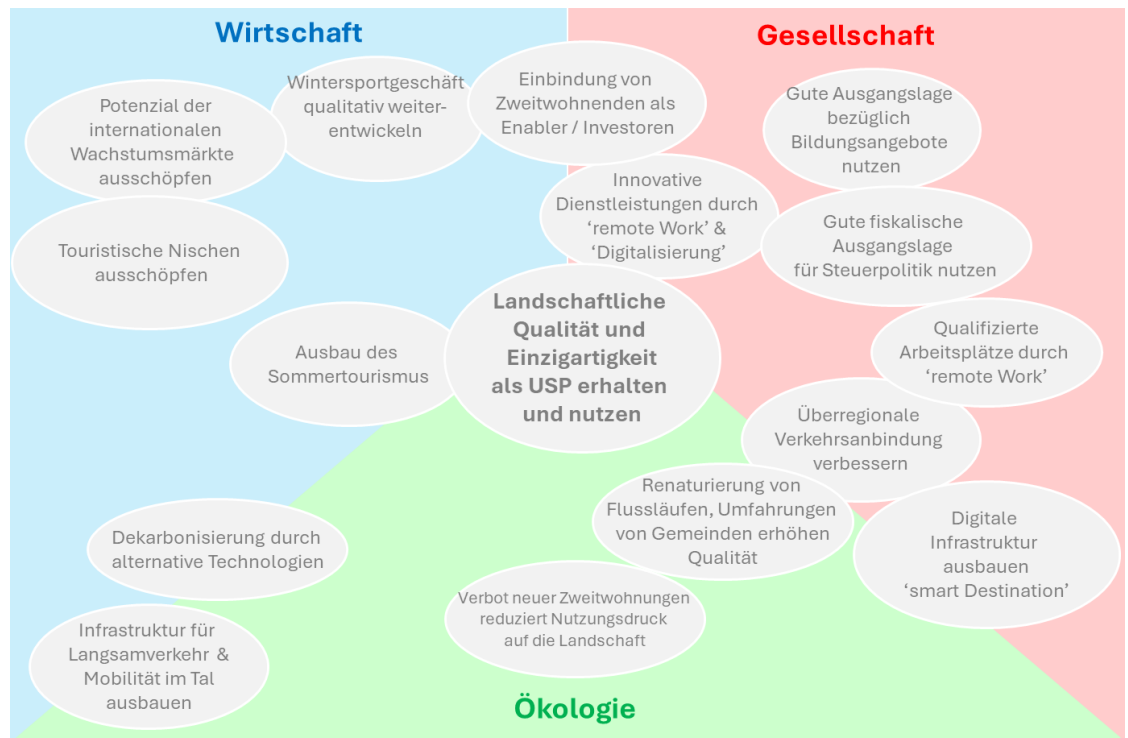 Wirtschaft
Gesellschaft
Wintersportgeschäft
qualitativ weiter-
entwickeln
Einbindung von
Zweitwohnenden als
Enabler / Investoren
Potenzial der
internationalen
Wachstumsmärkte
ausschöpfen
Gute Ausgangslage
bezüglich
Bildungsangebote
nutzen
Innovative
Dienstleistungen durch
‘remote Work’ &
‘Digitalisierung’
Touristische Nischen
ausschöpfen
Gute fiskalische
Ausgangslage
für Steuerpolitik nutzen
Landschaftliche
Qualität und
Einzigartigkeit
als USP erhalten
und nutzen
Ausbau des
Sommertourismus
Qualifizierte
Arbeitsplätze durch
‘remote Work’
Überregionale
Verkehrsanbindung
verbessern
Renaturierung von
Flussläufen, Umfahrungen
von Gemeinden erhöhen
Qualität
Digitale
Infrastruktur
ausbauen
‘smart Destination’
Dekarbonisierung durch
alternative Technologien
Verbot neuer Zweitwohnungen
reduziert Nutzungsdruck
auf die Landschaft
Infrastruktur für
Langsamverkehr &
Mobilität im Tal
ausbauen
Ökologie